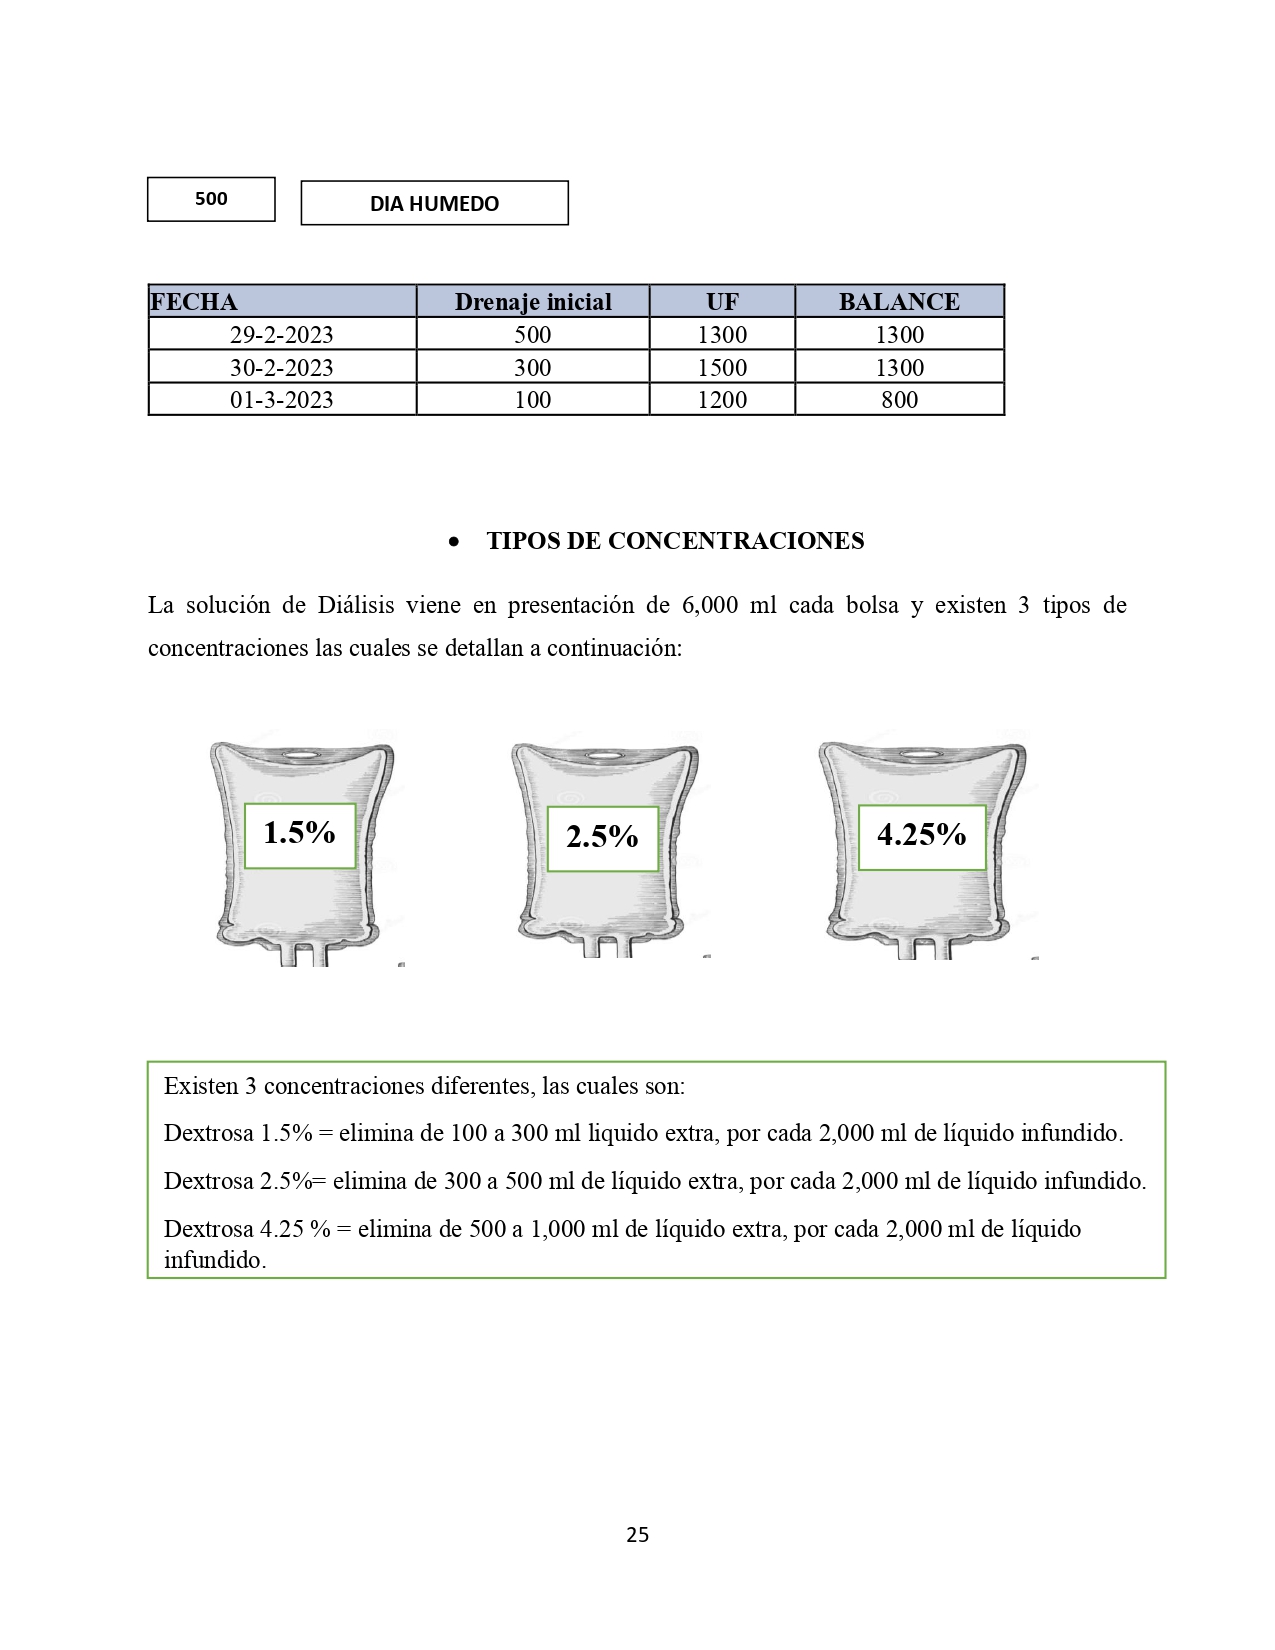 500
DIA HUMEDO
FECHA Drenaje inicial UF BALANCE
29-2-2023 500 1300 1300
30-2-2023 300 1500 1300
01-3-2023 100 1200 800
• TIPOS DE CONCENTRACIONES
La solución de Diálisis viene en presentación de 6,000 ml cada bolsa y existen 3 tipos de
concentraciones las cuales se detallan a continuación:
1.5%
2.5%
4.25%
Existen 3 concentraciones diferentes, las cuales son:
Dextrosa 1.5% = elimina de 100 a 300 ml liquido extra, por cada 2,000 ml de líquido infundido.
Dextrosa 2.5%= elimina de 300 a 500 ml de líquido extra, por cada 2,000 ml de líquido infundido.
Dextrosa 4.25 % = elimina de 500 a 1,000 ml de líquido extra, por cada 2,000 ml de líquido
infundido.
25